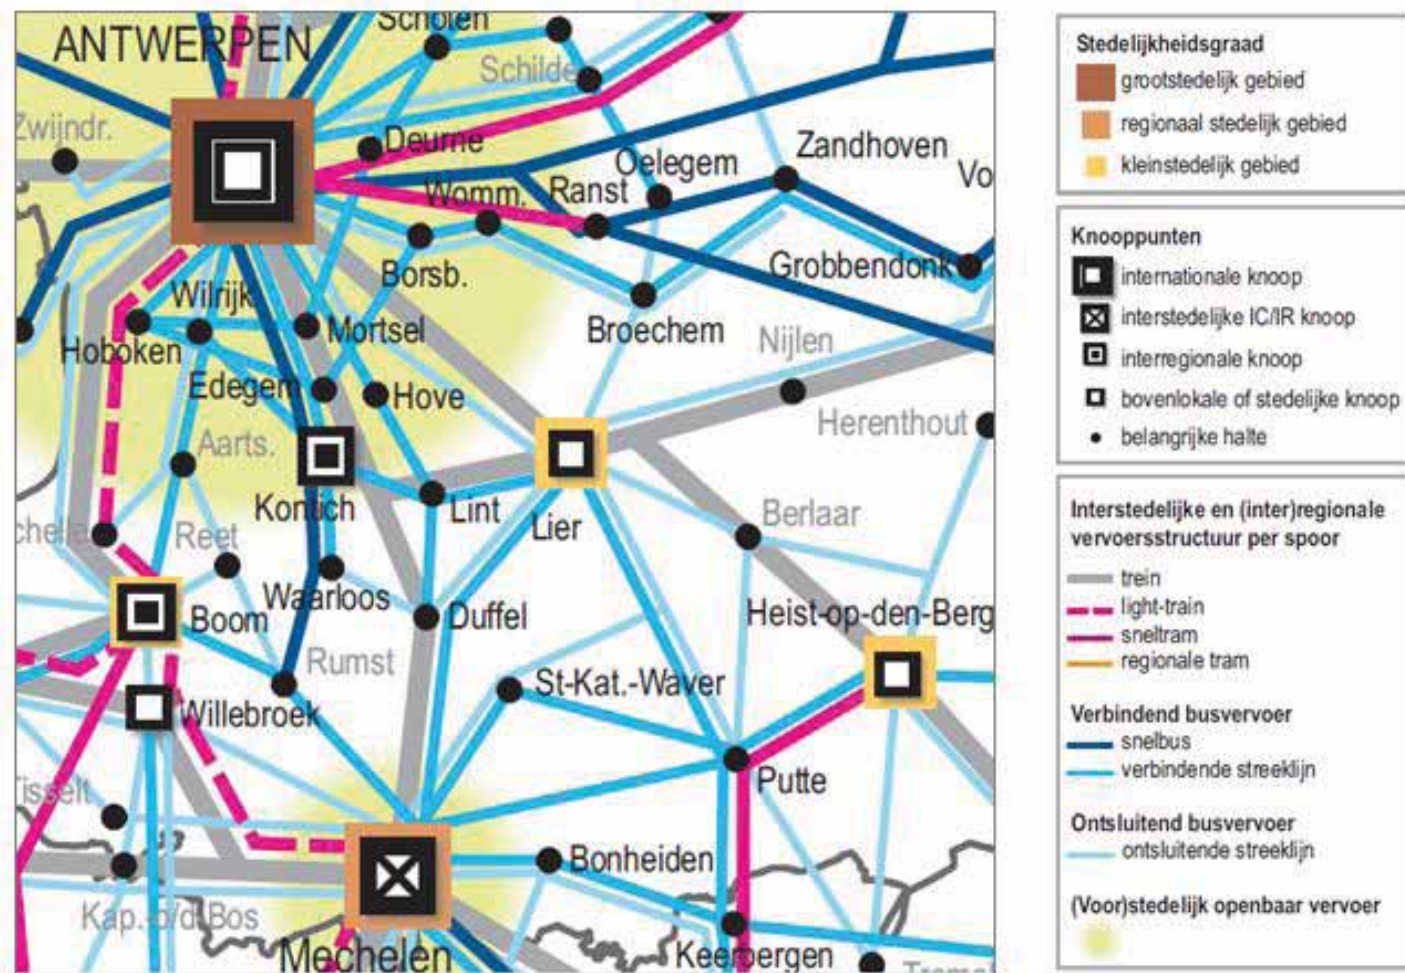 ANTWERPEN
Schoten
Schilde
Zwijndr.
Deurne
Oelegem
Zandhoven
Vo
Womm.
Ranst
Borsb.
Grobbendonk
Wilrijk
Mortsel
Broechem
Nijlen
Hoboken
Edegem
Hove
Herenthout
Aarts.
Kontich
Lint
Lier
Berlaar
chelle
Reet
Waarloos
Boom
Duffel
Heist-op-den-Berg
Rumst
St-Kat.-Waver
Willebroek
Putte
Tisselt
Bonheiden
Kap.-o/d-Bos
Mechelen
Keerbergen
Stedelijkheidsgraad
grootstedelijk gebied
regionaal stedelijk gebied
kleinstedelijk gebied
Knooppunten
internationale knoop
interstedelijke IC/IR knoop
interregionale knoop
bovenlokale of stedelijke knoop
belangrijke halte
Interstedelijke en (inter)regionale
vervoersstructuur per spoor
trein
light-train
sneltram
regionale tram
Verbindend busvervoer
snelbus
verbindende streeklijn
Ontsluitend busvervoer
ontsluitende streeklijn
(Voor)stedelijk openbaar vervoer